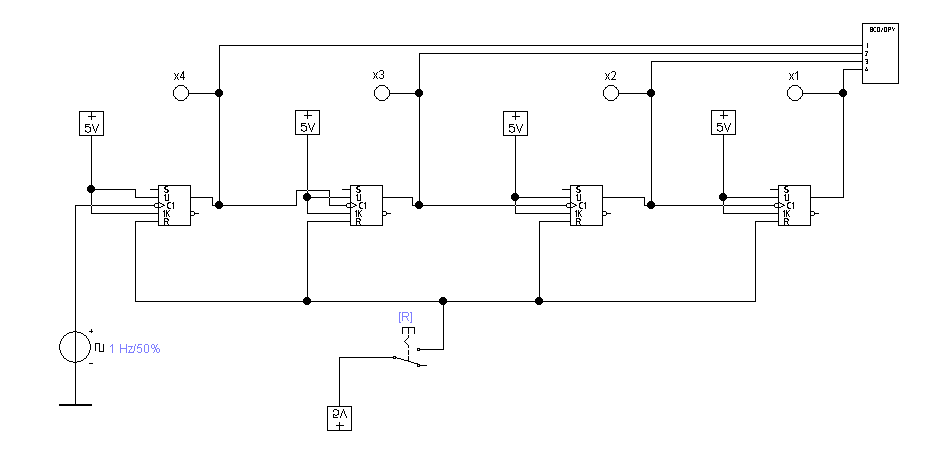 BCD/DPY
1
2
3
4
x4
x3
x2
x1
+
5V
+
5V
+
5V
+
5V
S
C1
1K
R
S
C1
1K
R
S
C1
1K
R
S
C1
1K
R
[R]
+
1 Hz/50%
-
5V
+